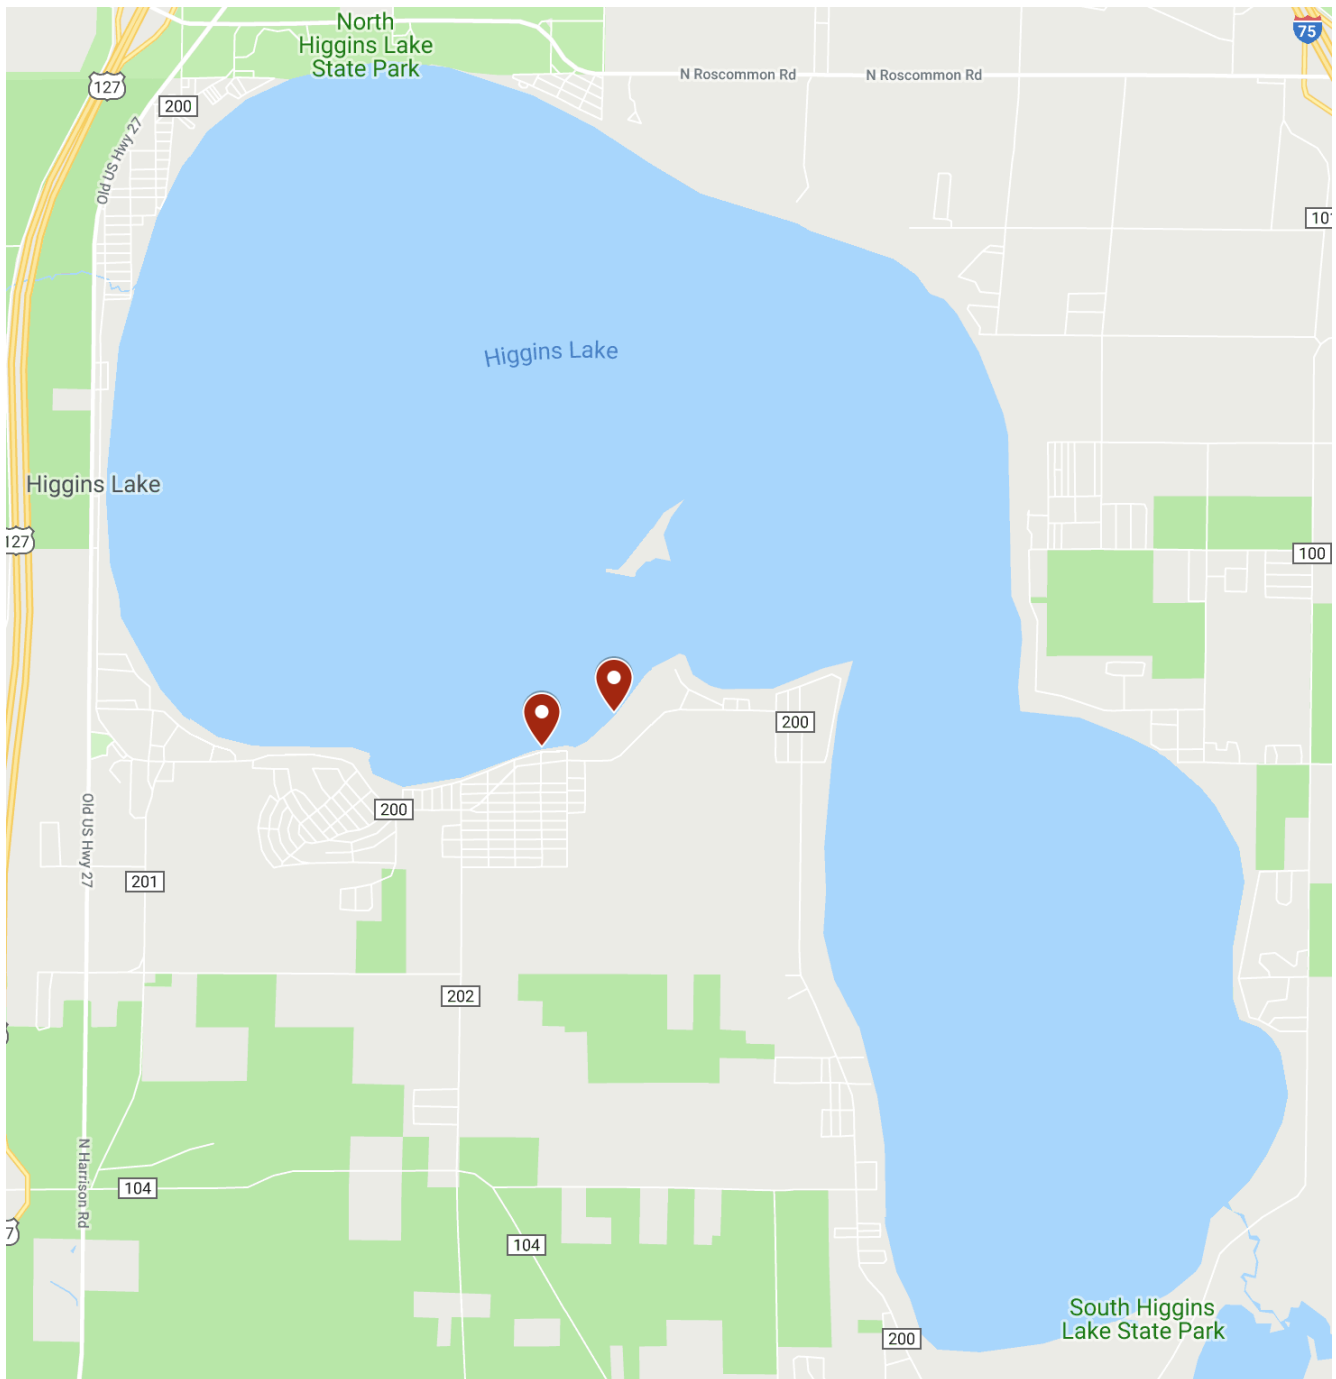 North
Higgins Lake
State Park
75
N Roscommon Rd
N Roscommon Rd
127
200
Old US Hwy 27
Higgins Lake
Higgins Lake
127
100
200
200
Old US Hwy 27
201
202
N Harrison Rd
104
104
7
South Higgins
Lake State Park
200